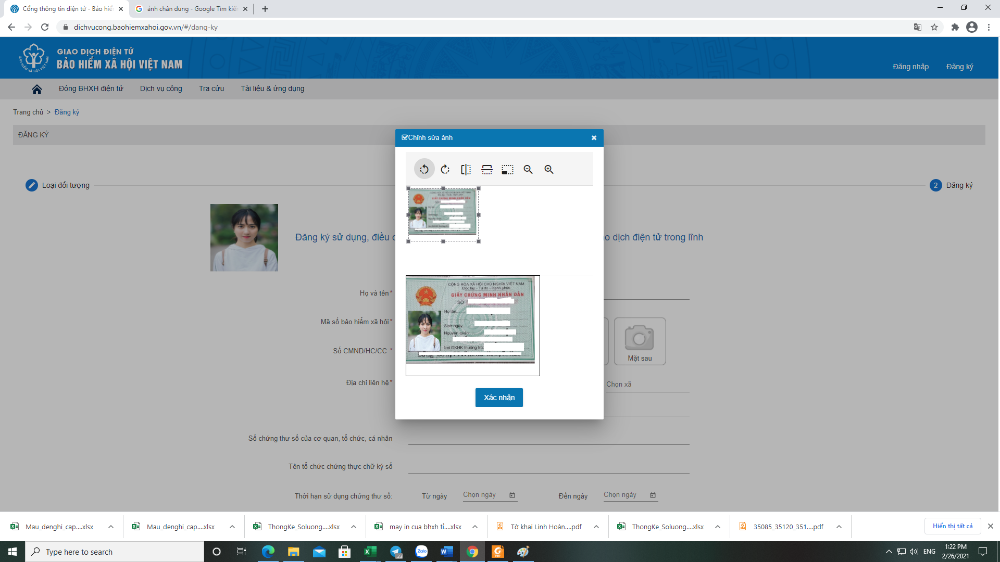 Cổng thông tin điện tử - Bảo hiể
ảnh chân dung - Google Tìm kiế
dichvucong.baohiemxahoi.gov.vn/#/dang-ky
GIAO DỊCH ĐIỆN TỬ
BẢO HIỂM XÃ HỘI VIỆT NAM
Đăng nhập
Đăng ký
Đóng BHXH điện tử
Dịch vụ công
Tra cứu
Tài liệu & ứng dụng
Trang chủ > Đăng ký
ĐĂNG KÝ
Chỉnh sửa ảnh
Loại đối tượng
2 Đăng ký
Đăng ký sử dụng, điều c
o dịch điện tử trong lĩnh
CỘNG HÒA XÃ HỘI CHỦ NGHĨA VIỆT NAM
Độc lập - Tự do - Hạnh phúc
GIẤY CHỨNG MINH NHÂN DÂN
SỐ
Họ tên
Sinh ngày
Nguyên quán
Nơi ĐKHK thường trú
Xác nhận
Họ và tên*
Mã số bảo hiểm xã hội*
Số CMND/HC/CC *
Mặt sau
Địa chỉ liên hệ*
Chọn xã
Số chứng thư số của cơ quan, tổ chức, cá nhân
Tên tổ chức chứng thực chữ ký số
Thời hạn sử dụng chứng thư số:
Từ ngày
Chọn ngày
Đến ngày
Chọn ngày
Mau_denghi_cap....xlsx
Mau_denghi_cap....xlsx
ThongKe_Soluong....xlsx
may in cua bhxh tỉ....xlsx
Tờ khai Linh Hoàn....pdf
ThongKe_Soluong....xlsx
35085_35120_351....pdf
Hiển thị tất cả
Type here to search
23
Zalo
ENG
1:22 PM
2/26/2021